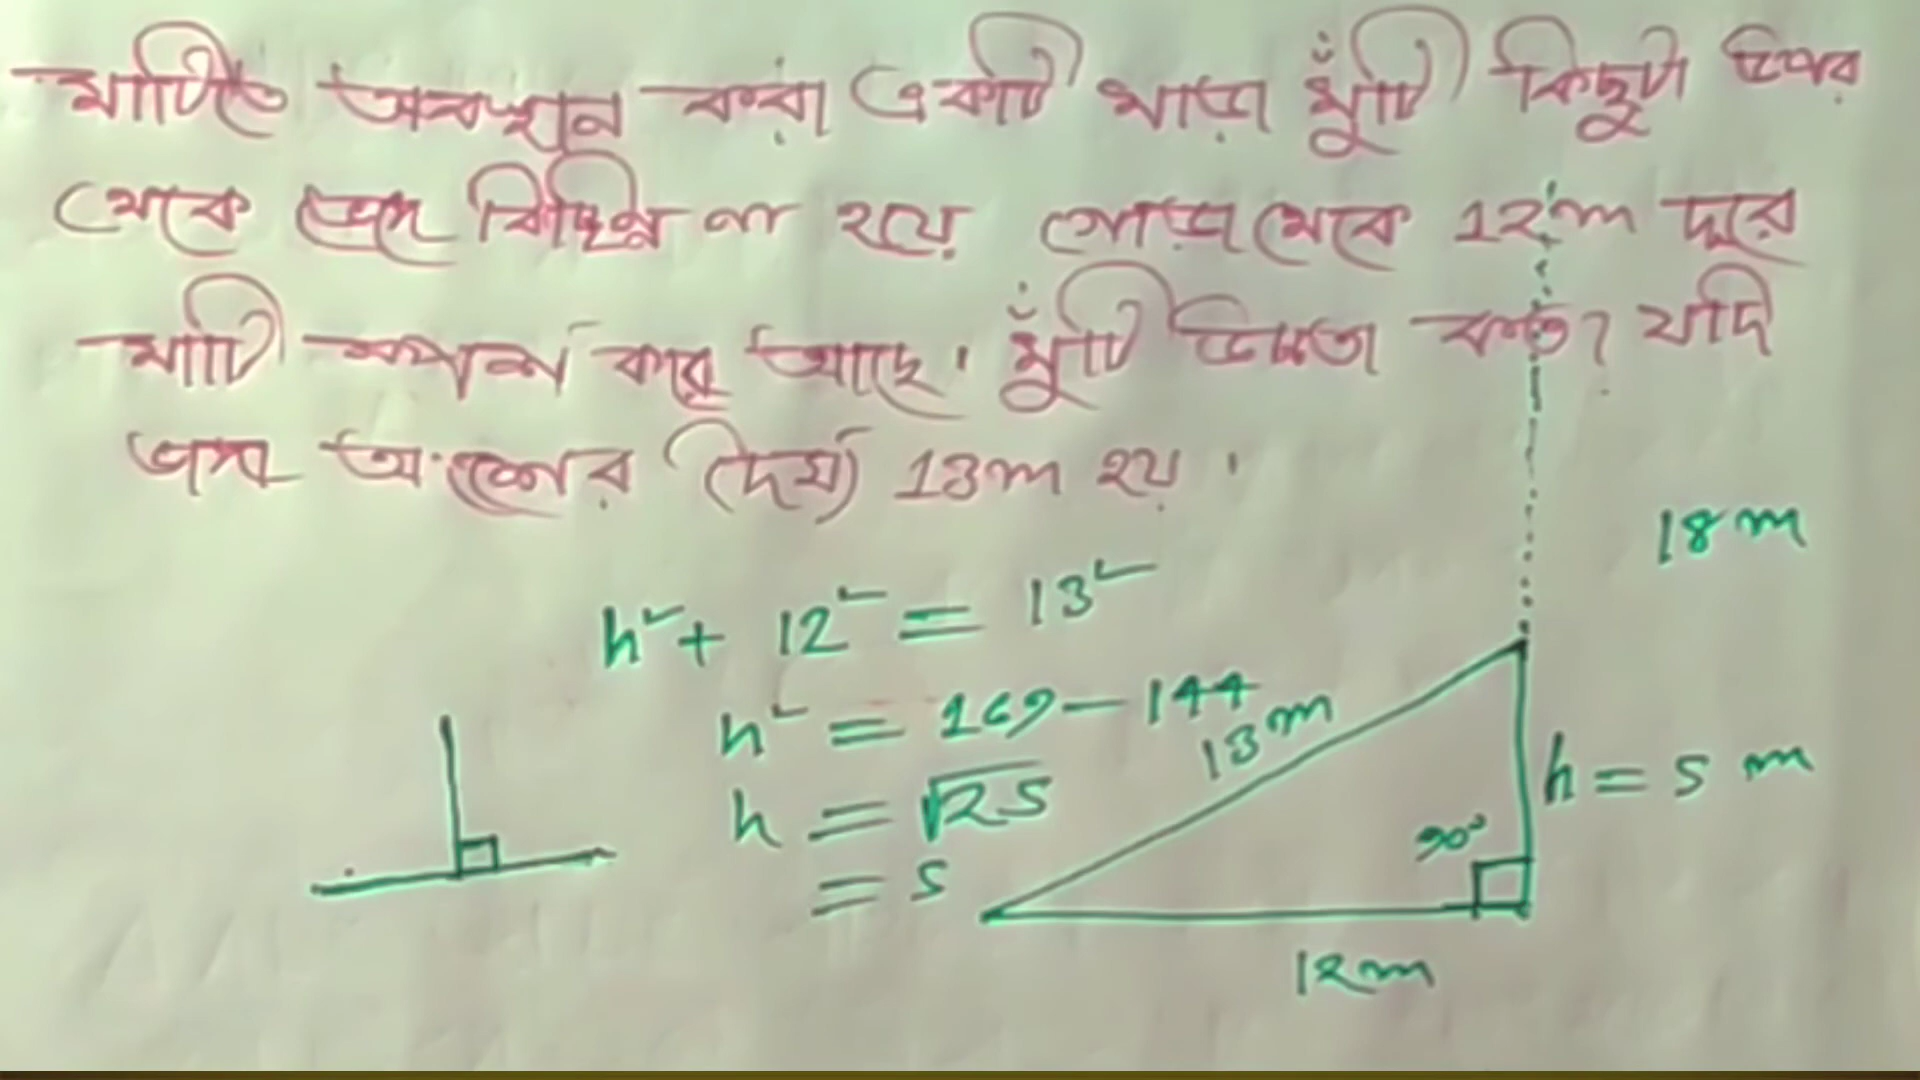 মাটিতে অবস্থান করা একটি খাড়া খুঁটি কিছুটা উপর
থেকে ভেঙ্গে বিছিন্ন না হয়ে গোড়া থেকে 12m দূরে
মাটি স্পর্শ করে আছে। খুঁটি উচ্চতা কত? যদি
ভাঙ্গা অংশের দৈর্ঘ্য 13m হয়।
18 m
h² + 12² = 13²
h² = 169 - 144
13 m
h = √25
h = 5 m
= 5
90°
12m